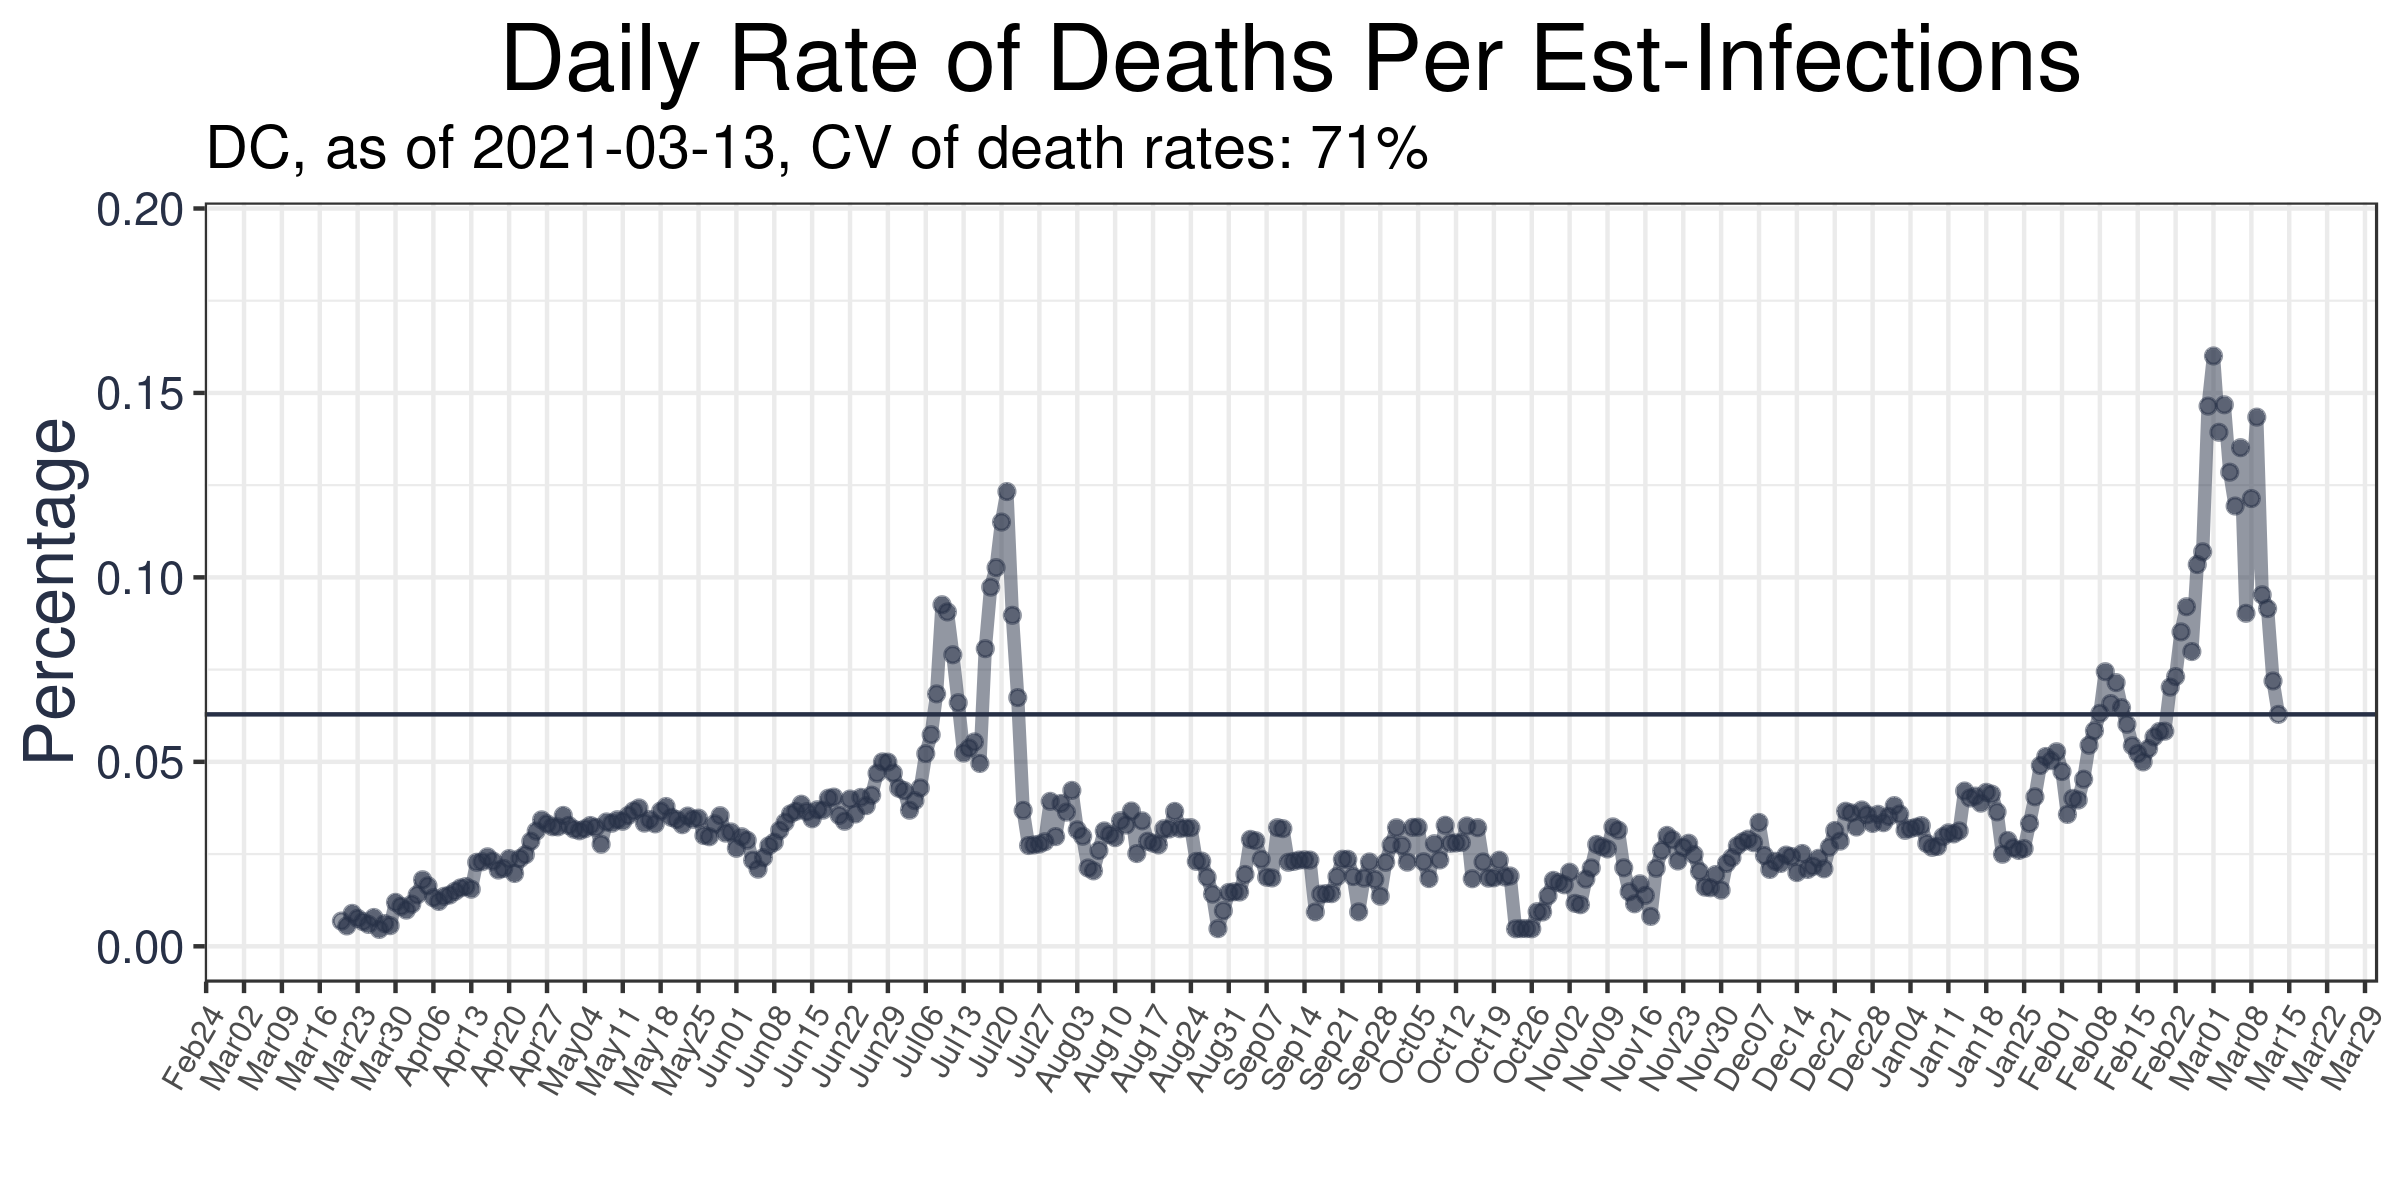 Daily Rate of Deaths Per Est-Infections
DC, as of 2021-03-13, CV of death rates: 71%
Percentage
0.20
0.15
0.10
0.05
0.00
Feb24
Mar02
Mar09
Mar16
Mar23
Mar30
Apr06
Apr13
Apr20
Apr27
May04
May11
May18
May25
Jun01
Jun08
Jun15
Jun22
Jun29
Jul06
Jul13
Jul20
Jul27
Aug03
Aug10
Aug17
Aug24
Aug31
Sep07
Sep14
Sep21
Sep28
Oct05
Oct12
Oct19
Oct26
Nov02
Nov09
Nov16
Nov23
Nov30
Dec07
Dec14
Dec21
Dec28
Jan04
Jan11
Jan18
Jan25
Feb01
Feb08
Feb15
Feb22
Mar01
Mar08
Mar15
Mar22
Mar29